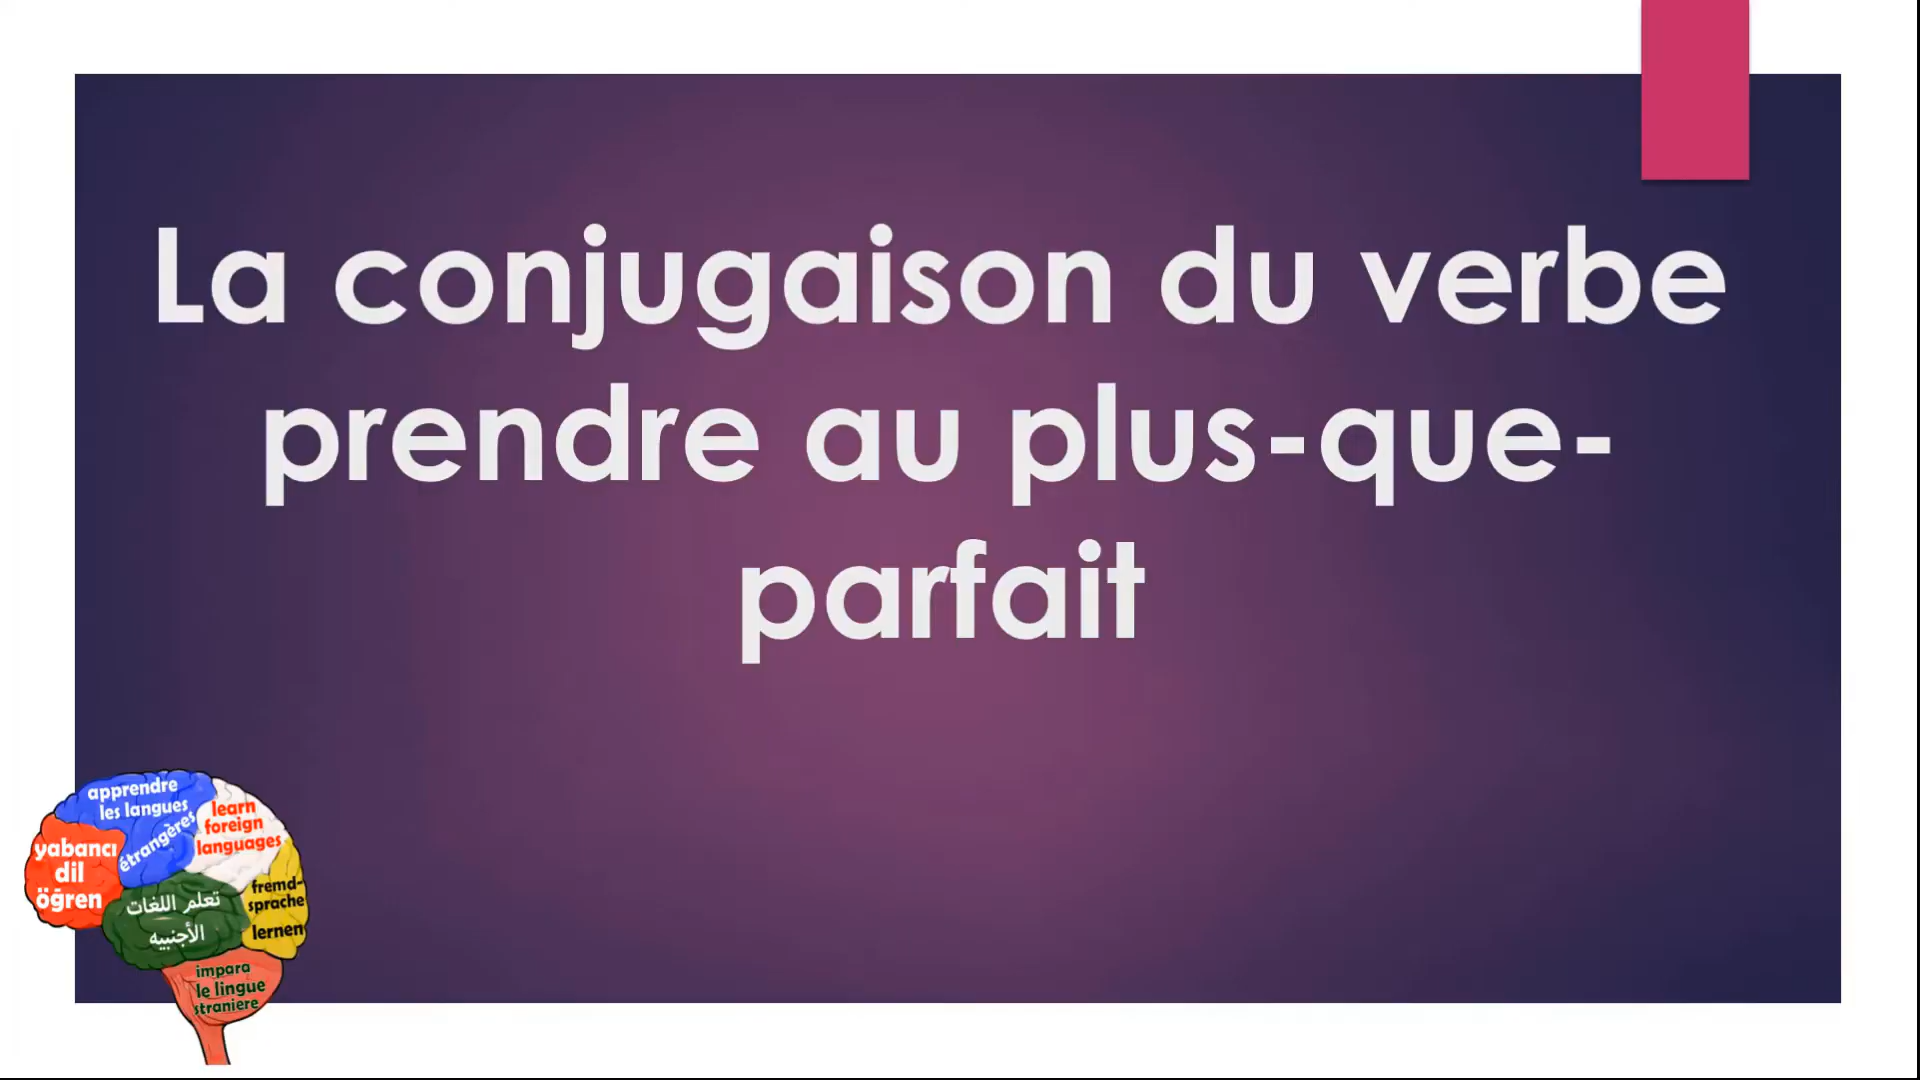 La conjugaison du verbe
prendre au plus-que-
parfait
apprendre
les langues
étrangères
learn
foreign
languages
yabancı
dil
öğren
تعلم اللغات
الأجنبيه
fremd-
sprache
lernen
impara
le lingue
straniere